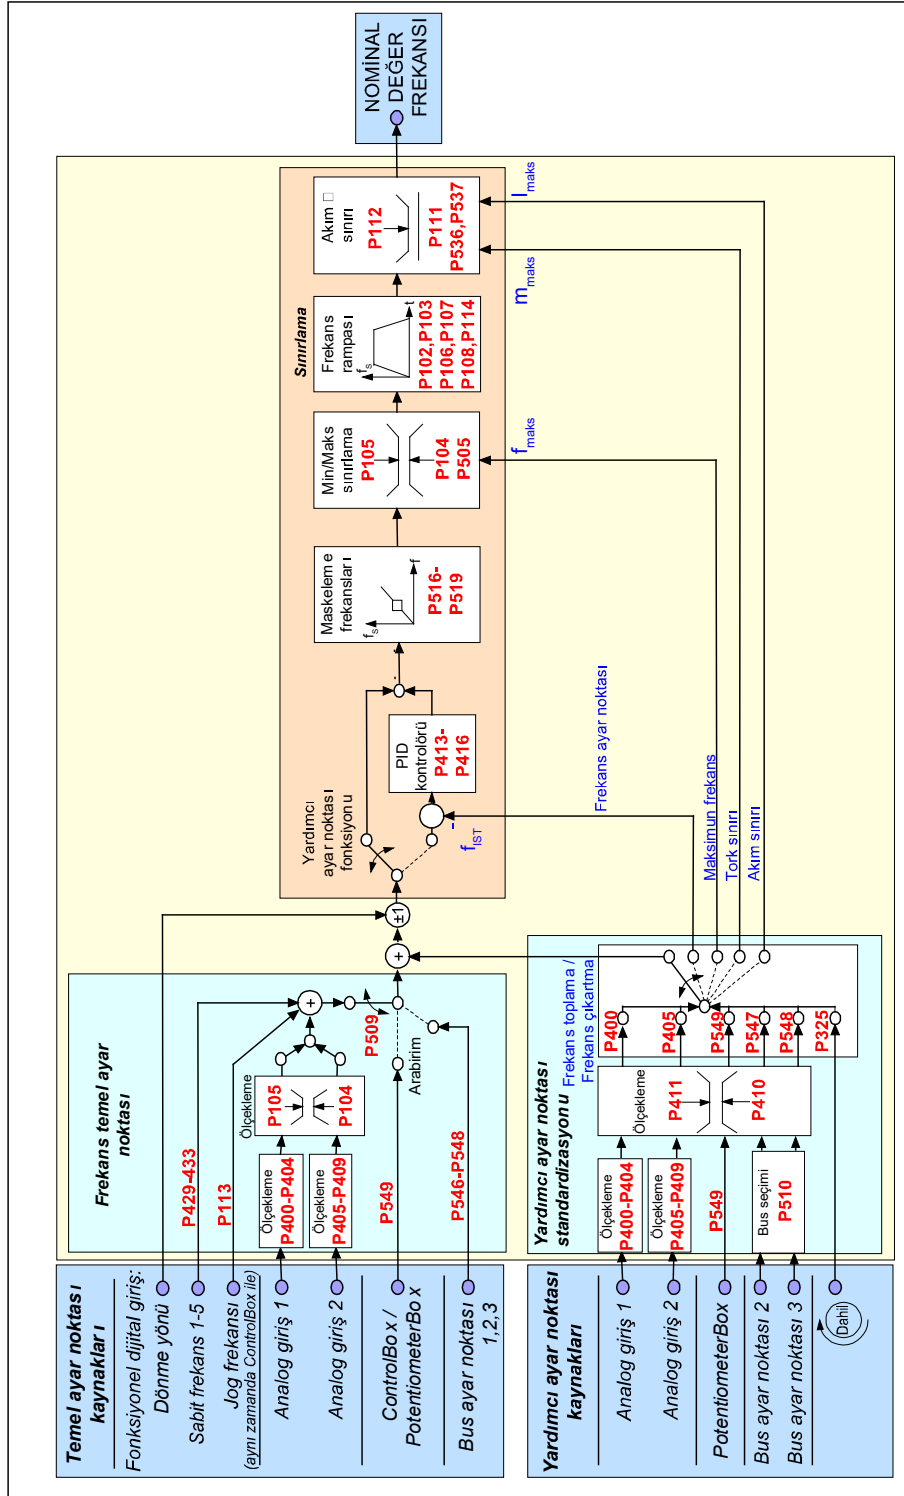 Temel ayar noktası
kaynakları
Fonksiyonel dijital giriş:
Dönme yönü
Sabit frekans 1-5
Jog frekansı
(aynı zamanda ControlBox ile)
Analog giriş 1
Analog giriş 2
ControlBo x /
PotentiometerBo x
Bus ayar noktası
1,2,3
Frekans temel ayar
noktası
P429-433
P113
Ölçekleme
P400-P404
Ölçekleme
P405-P409
Ölçekleme
P105
P104
P549
P546-P548
P509
Arabirim
+
+
±1
Yardımcı ayar noktası
kaynakları
Analog giriş 1
Analog giriş 2
PotentiometerBox
Bus ayar noktası 2
Bus ayar noktası 3
Dahil
Yardımcı ayar noktası
standardizasyonu
Ölçekleme
P400-P404
Ölçekleme
P405-P409
P549
Bus seçimi
P510
Ölçekleme
P411
P410
Frekans toplama /
Frekans çıkartma
P400
P405
P549
P547
P548
P325
Sınırlama
Yardımcı
ayar noktası
fonksiyonu
PID
kontrolörü
P413-
P416
-
f IST
Maskeleme
frekansları
fs
f
P516-
P519
Min/Maks
sınırlama
P105
P104
P505
Frekans
rampası
fs
t
P102,P103
P106,P107
P108,P114
Akım □
sınırı
P112
P111
P536,P537
Frekans ayar noktası
Maksimun frekans
Tork sınırı
Akım sınırı
f maks
m maks
I maks
NOMİNAL
DEĞER
FREKANSI